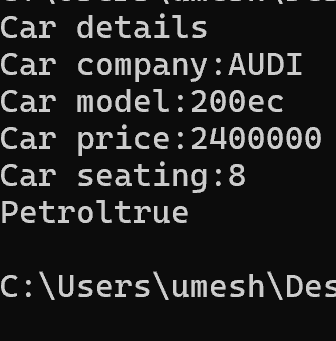 Car details
Car company:AUDI
Car model:200ec
Car price:2400000
Car seating:8
Petroltrue
C:\Users\umesh\Des